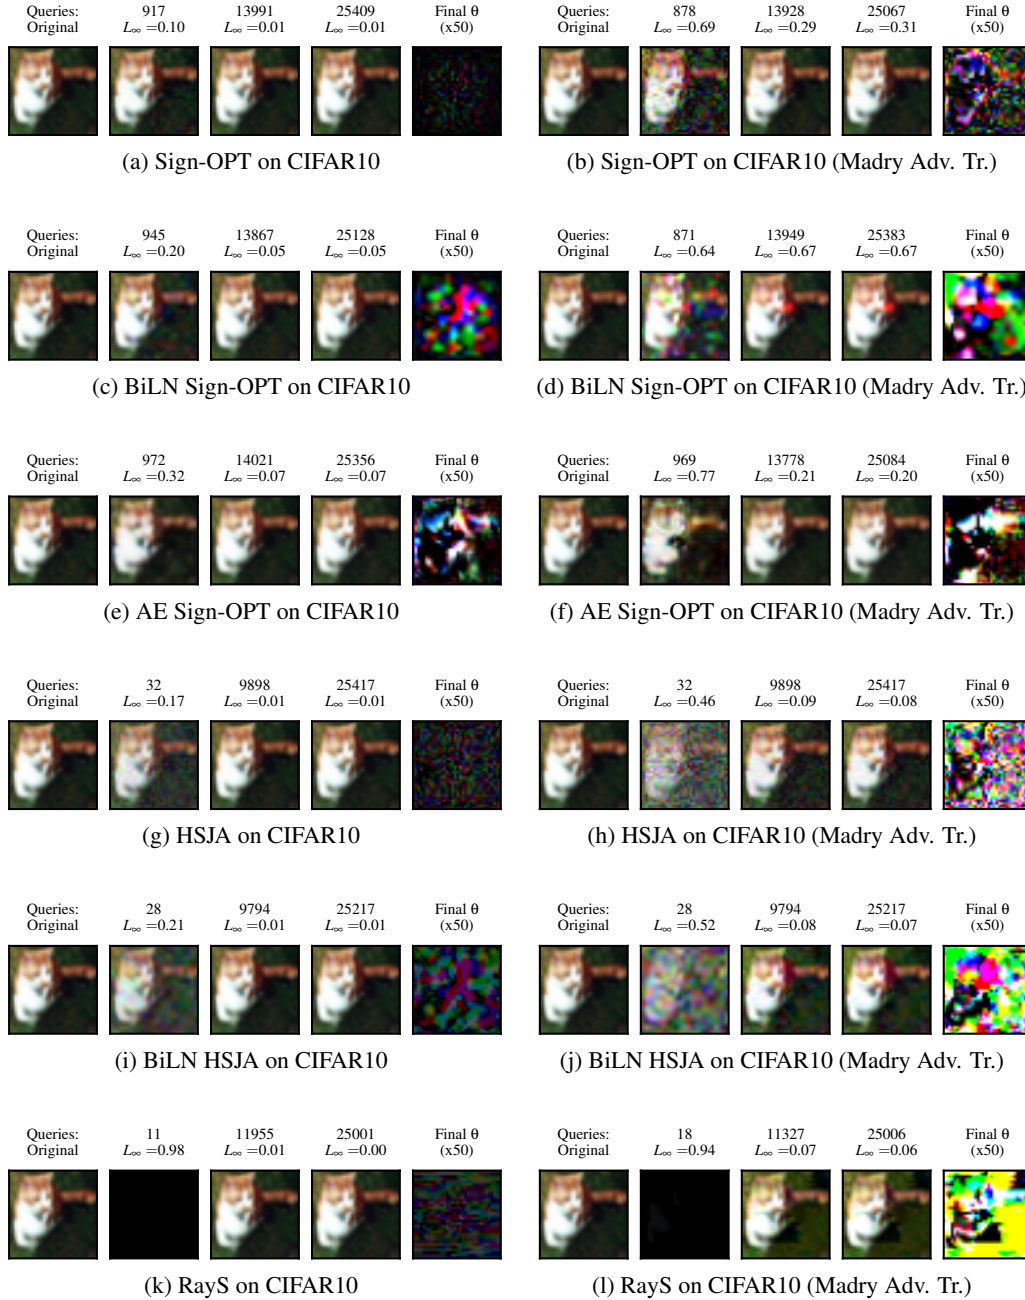 Queries: 917 13991 25409 Final θ
Original L∞ =0.10 L∞ =0.01 L∞ =0.01 (x50)
(a) Sign-OPT on CIFAR10
Queries: 878 13928 25067 Final θ
Original L∞ =0.69 L∞ =0.29 L∞ =0.31 (x50)
(b) Sign-OPT on CIFAR10 (Madry Adv. Tr.)
Queries: 945 13867 25128 Final θ
Original L∞ =0.20 L∞ =0.05 L∞ =0.05 (x50)
(c) BiLN Sign-OPT on CIFAR10
Queries: 871 13949 25383 Final θ
Original L∞ =0.64 L∞ =0.67 L∞ =0.67 (x50)
(d) BiLN Sign-OPT on CIFAR10 (Madry Adv. Tr.)
Queries: 972 14021 25356 Final θ
Original L∞ =0.32 L∞ =0.07 L∞ =0.07 (x50)
(e) AE Sign-OPT on CIFAR10
Queries: 969 13778 25084 Final θ
Original L∞ =0.77 L∞ =0.21 L∞ =0.20 (x50)
(f) AE Sign-OPT on CIFAR10 (Madry Adv. Tr.)
Queries: 32 9898 25417 Final θ
Original L∞ =0.17 L∞ =0.01 L∞ =0.01 (x50)
(g) HSJA on CIFAR10
Queries: 32 9898 25417 Final θ
Original L∞ =0.46 L∞ =0.09 L∞ =0.08 (x50)
(h) HSJA on CIFAR10 (Madry Adv. Tr.)
Queries: 28 9794 25217 Final θ
Original L∞ =0.21 L∞ =0.01 L∞ =0.01 (x50)
(i) BiLN HSJA on CIFAR10
Queries: 28 9794 25217 Final θ
Original L∞ =0.52 L∞ =0.08 L∞ =0.07 (x50)
(j) BiLN HSJA on CIFAR10 (Madry Adv. Tr.)
Queries: 11 11955 25001 Final θ
Original L∞ =0.98 L∞ =0.01 L∞ =0.00 (x50)
(k) RayS on CIFAR10
Queries: 18 11327 25006 Final θ
Original L∞ =0.94 L∞ =0.07 L∞ =0.06 (x50)
(l) RayS on CIFAR10 (Madry Adv. Tr.)